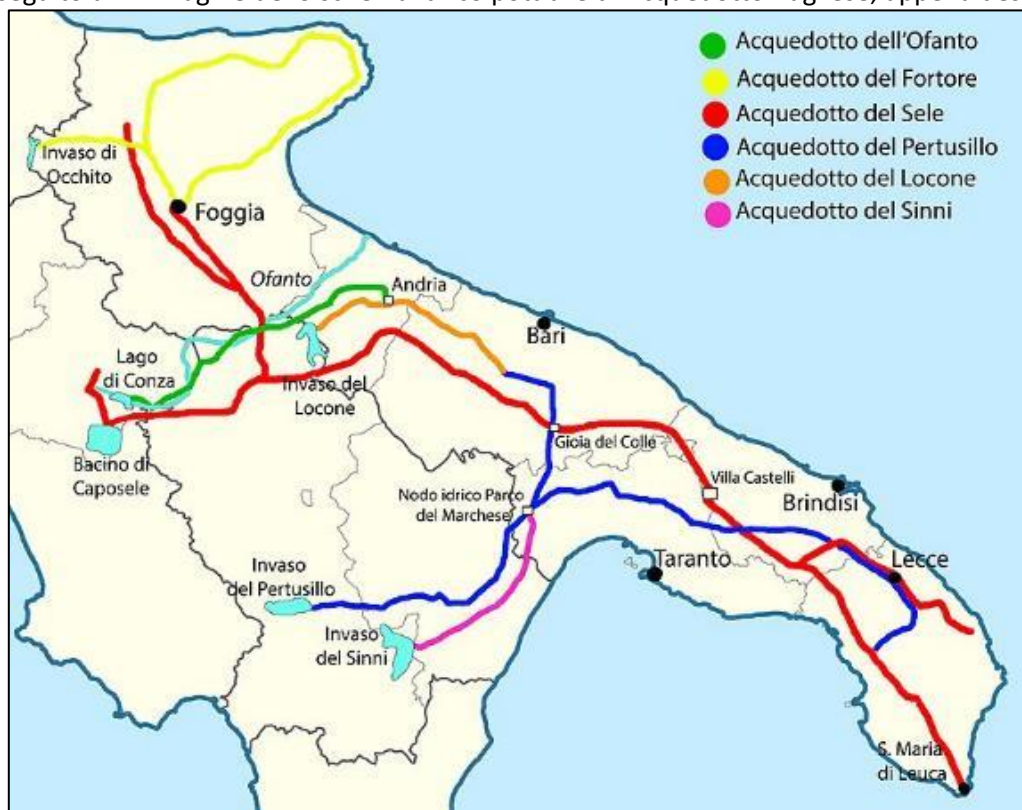 Acquedotto dell'Ofanto
Acquedotto del Fortore
Acquedotto del Sele
Acquedotto del Pertusillo
Acquedotto del Locone
Acquedotto del Sinni
Invaso di
Occhito
Foggia
Ofanto
Andria
Bari
Lago
di Conza
Invaso del
Locone
Gioia del Colle
Bacino di
Caposele
Villa Castelli
Nodo idrico Parco
del Marchese
Brindisi
Taranto
Lecce
Invaso
del Pertusillo
Invaso
del Sinni
S. Maria
di Leuca